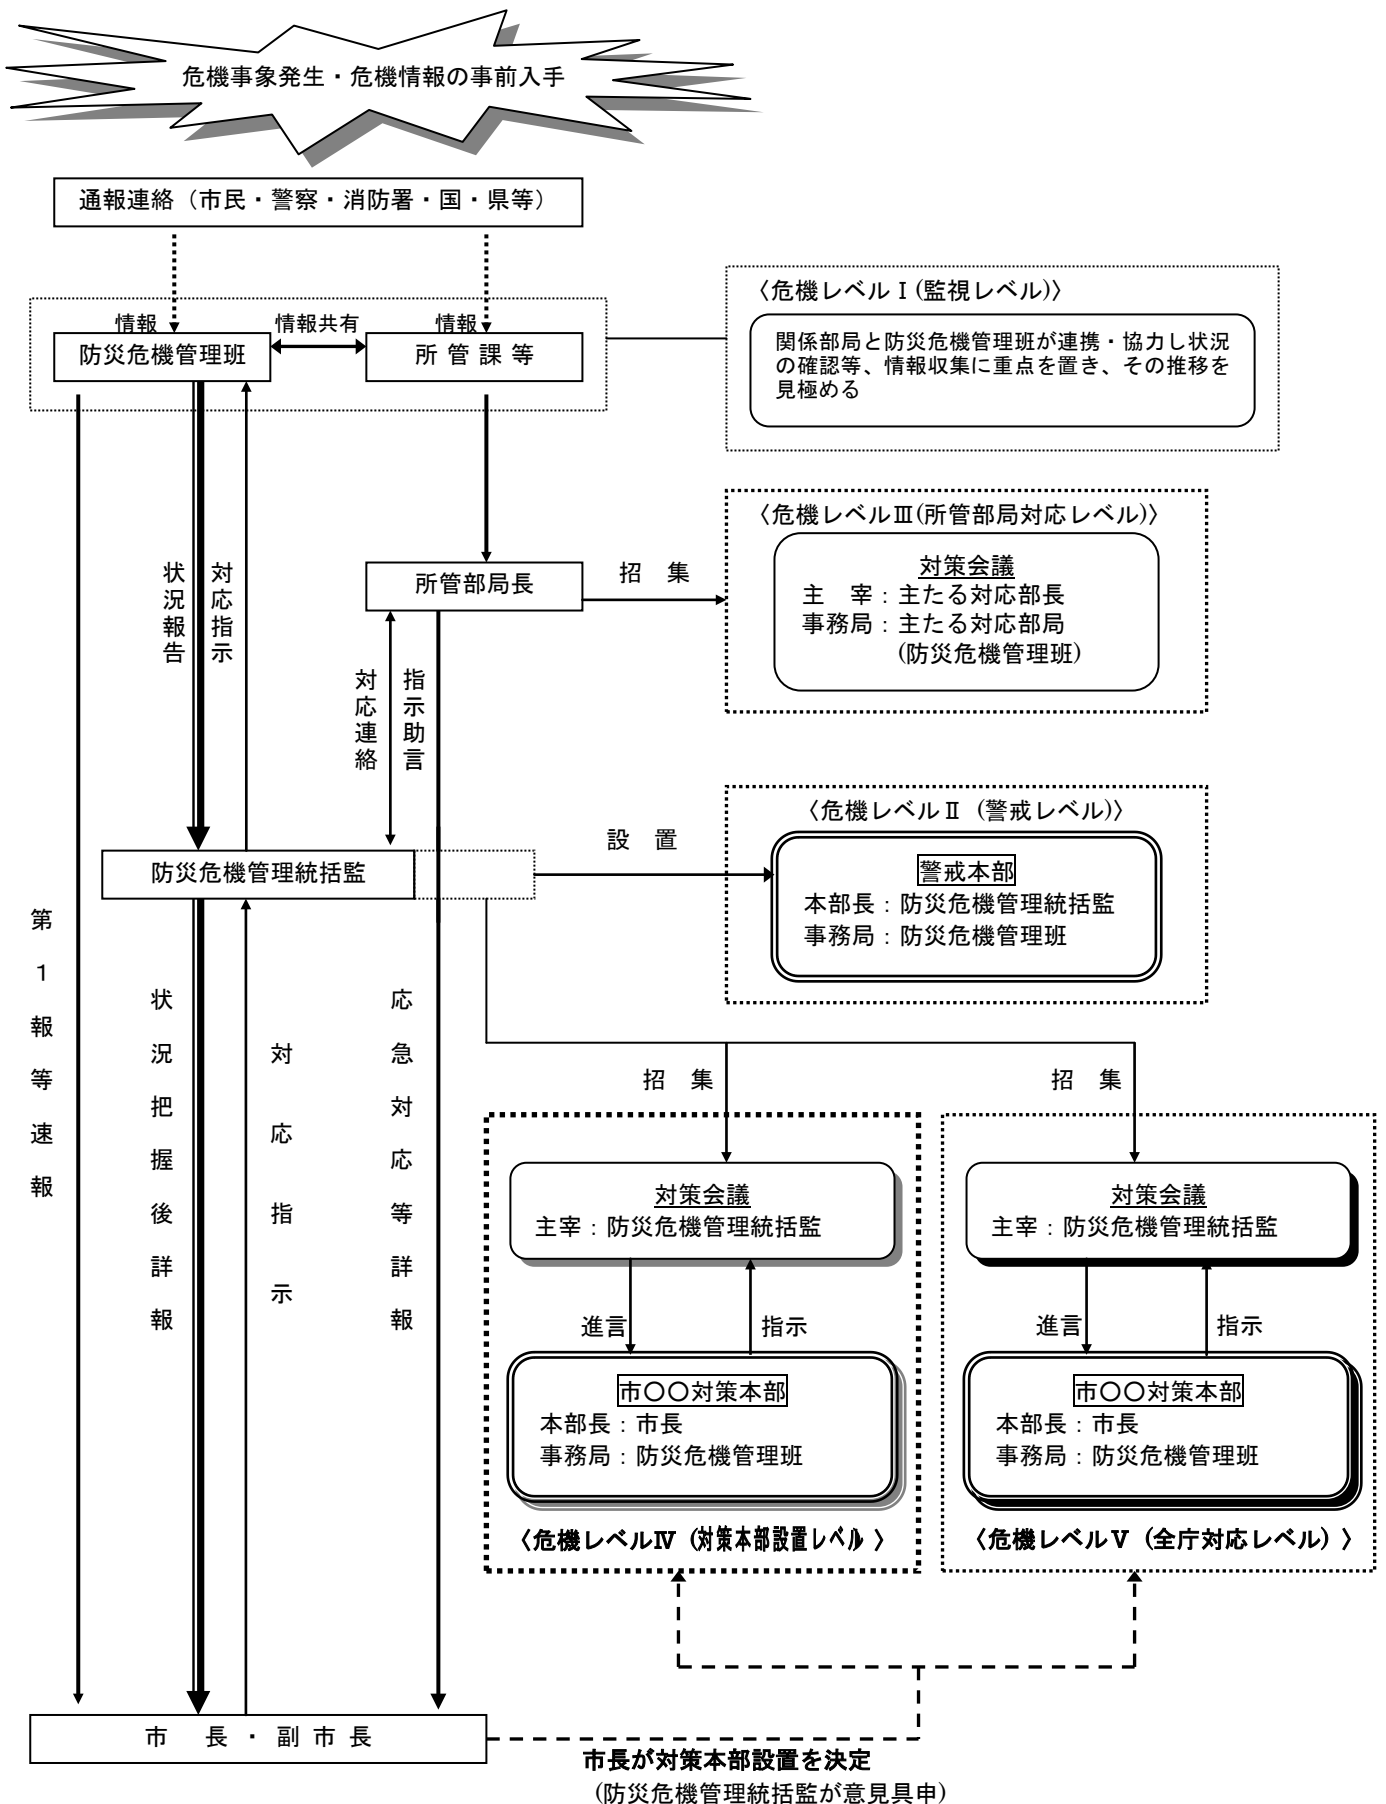 危機事象発生・危機情報の事前入手
通報連絡（市民・警察・消防署・国・県等）
情報
情報共有
情報
防災危機管理班
所 管 課 等
〈危機レベルⅠ(監視レベル)〉
関係部局と防災危機管理班が連携・協力し状況
の確認等、情報収集に重点を置き、その推移を
見極める
〈危機レベルⅢ(所管部局対応レベル)〉
対策会議
主　宰：主たる対応部長
事務局：主たる対応部局
(防災危機管理班)
所管部局長
招　集
状況報告
対応指示
対応連絡
指示助言
〈危機レベルⅡ (警戒レベル)〉
設　置
警戒本部
本部長：防災危機管理統括監
事務局：防災危機管理班
防災危機管理統括監
第１報等速報
状況把握後詳報
対応指示
応急対応等詳報
招　集
招　集
対策会議
主宰：防災危機管理統括監
進言
指示
市〇〇対策本部
本部長：市長
事務局：防災危機管理班
〈危機レベルⅣ (対策本部設置レベル) 〉
対策会議
主宰：防災危機管理統括監
進言
指示
市〇〇対策本部
本部長：市長
事務局：防災危機管理班
〈危機レベルⅤ (全庁対応レベル) 〉
市　長・副 市 長
市長が対策本部設置を決定
(防災危機管理統括監が意見具申)